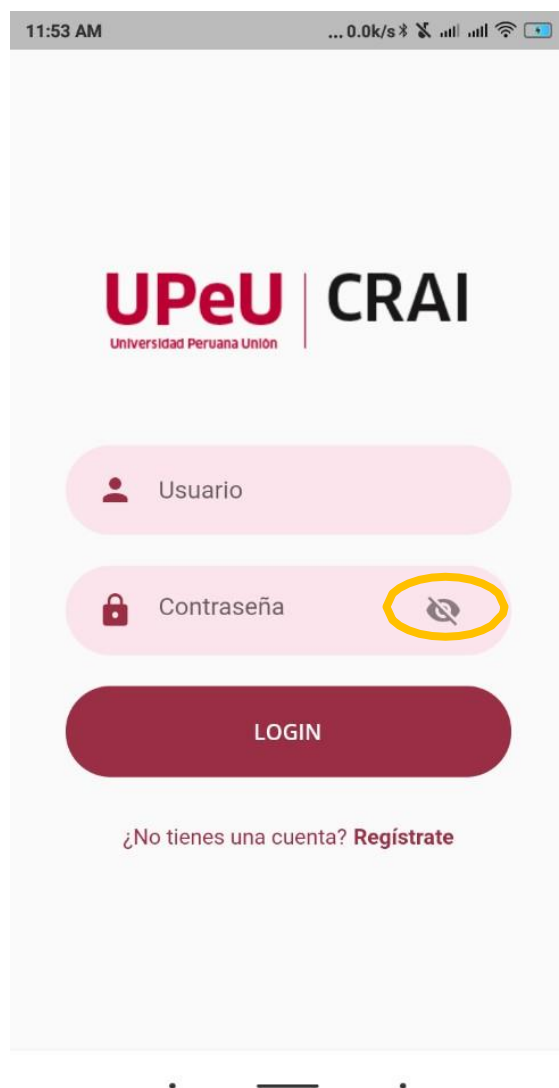 11:53 AM ... 0.0k/s
UPeU CRAI
Universidad Peruana Unión
Usuario
Contraseña
LOGIN
¿No tienes una cuenta? Regístrate